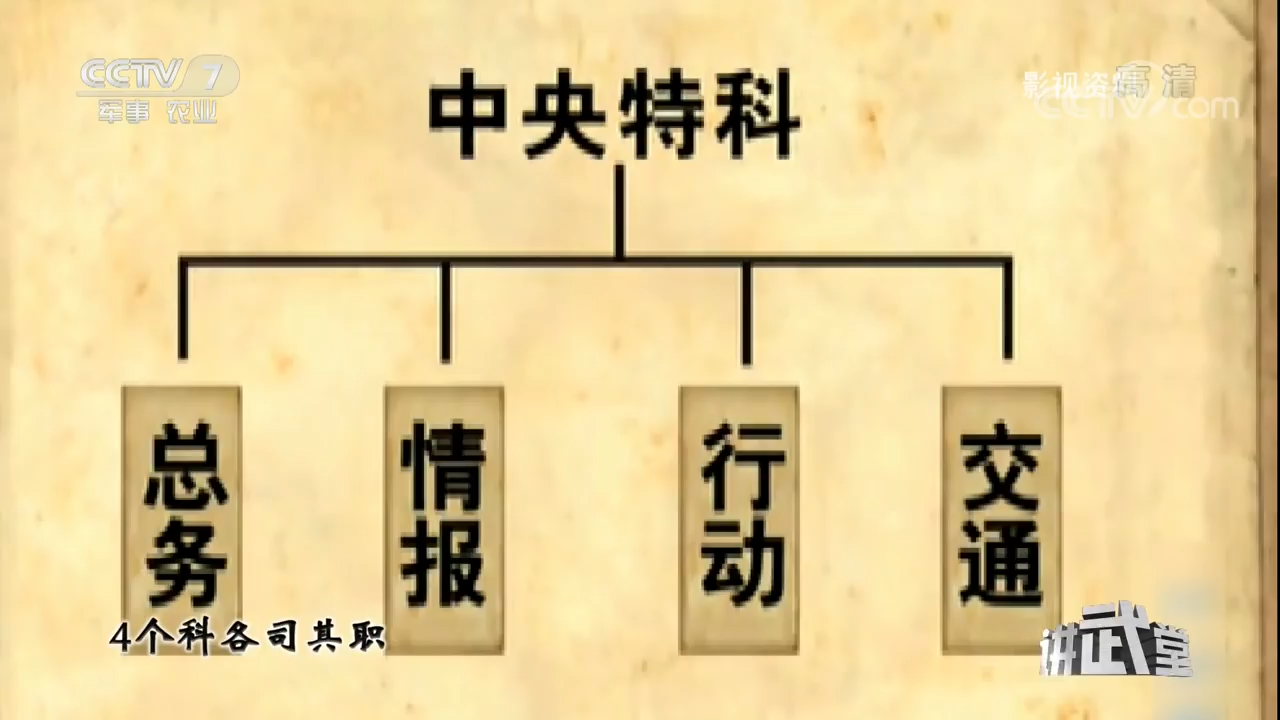 CCTV 7
军事 农业
影视资料
高清
CCTV.com
中央特科
总务
情报
行动
交通
4个科各司其职
讲武堂